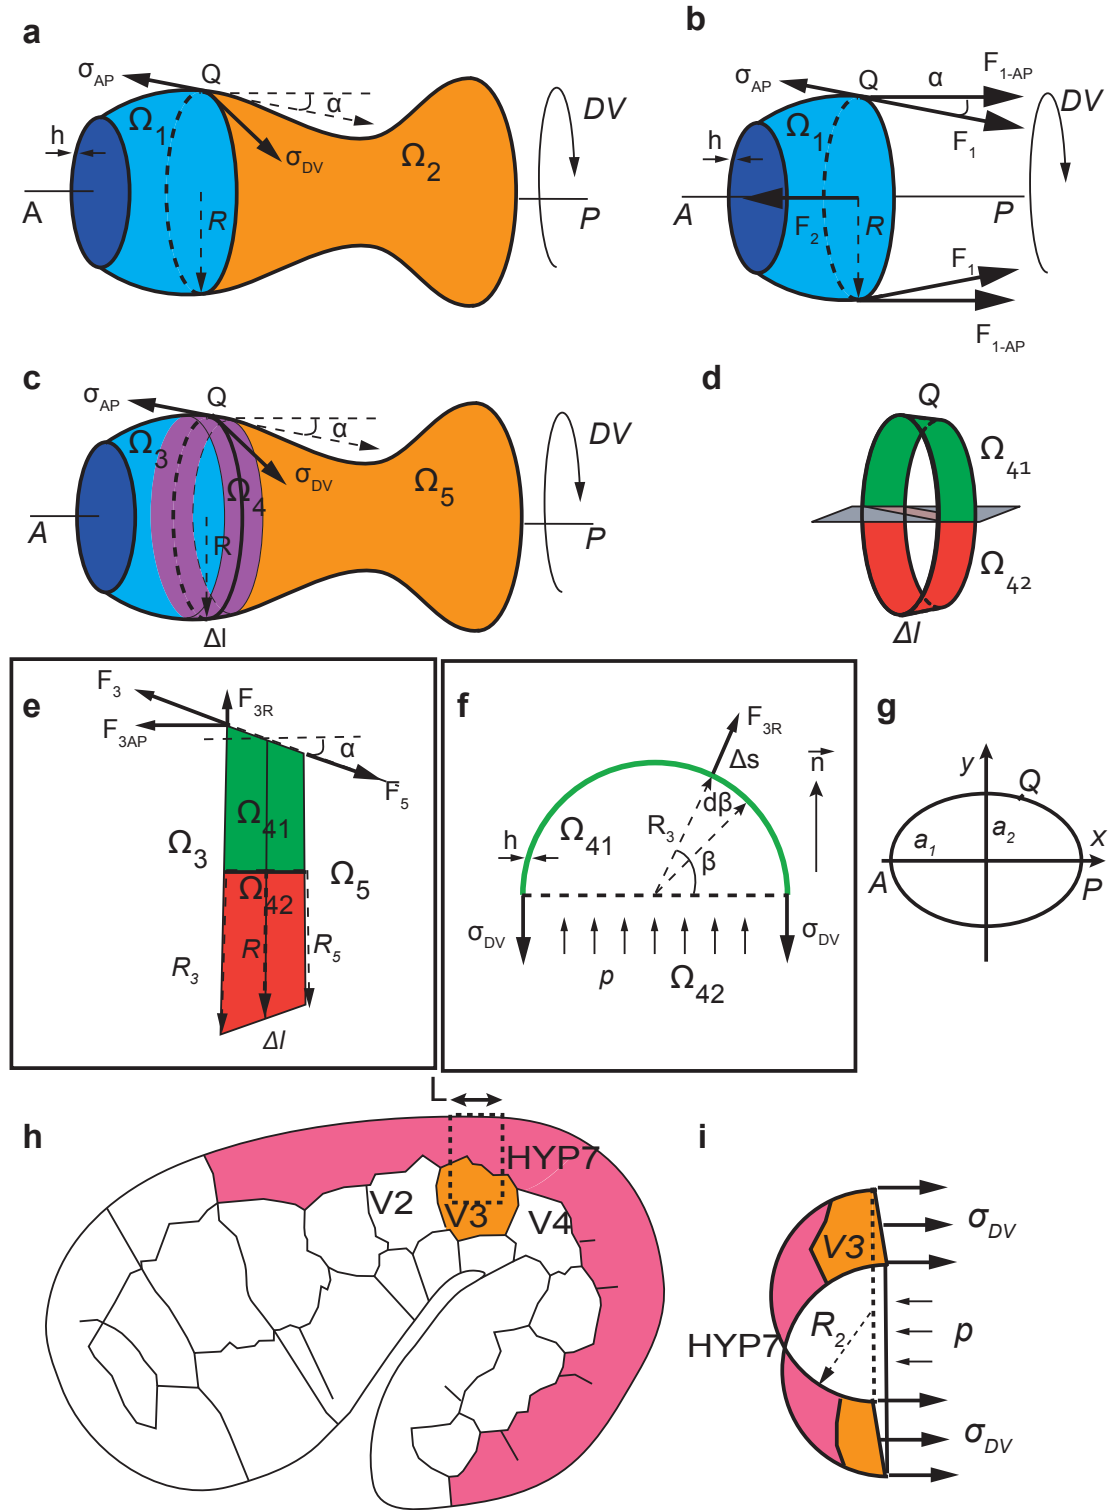 a
σAP
Q
α
DV
h
Ω1
σDV
Ω2
A
R
P
b
σAP
Q
α
F1-AP
DV
h
Ω1
F1
A
F2
R
P
F1
F1-AP
c
σAP
Q
α
DV
Ω3
σDV
Ω4
Ω5
A
R
P
Δl
d
Q
Ω41
Ω42
Δl
e
F3
F3R
F3AP
α
F5
Ω41
Ω3
Ω42
Ω5
R3
R
R5
Δl
f
F3R
Δs
n
dβ
R3
Ω41
h
β
σDV
σDV
p
Ω42
g
y
Q
a1
a2
x
A
P
h
L
HYP7
V2
V3
V4
i
V3
σDV
R2
p
HYP7
σDV